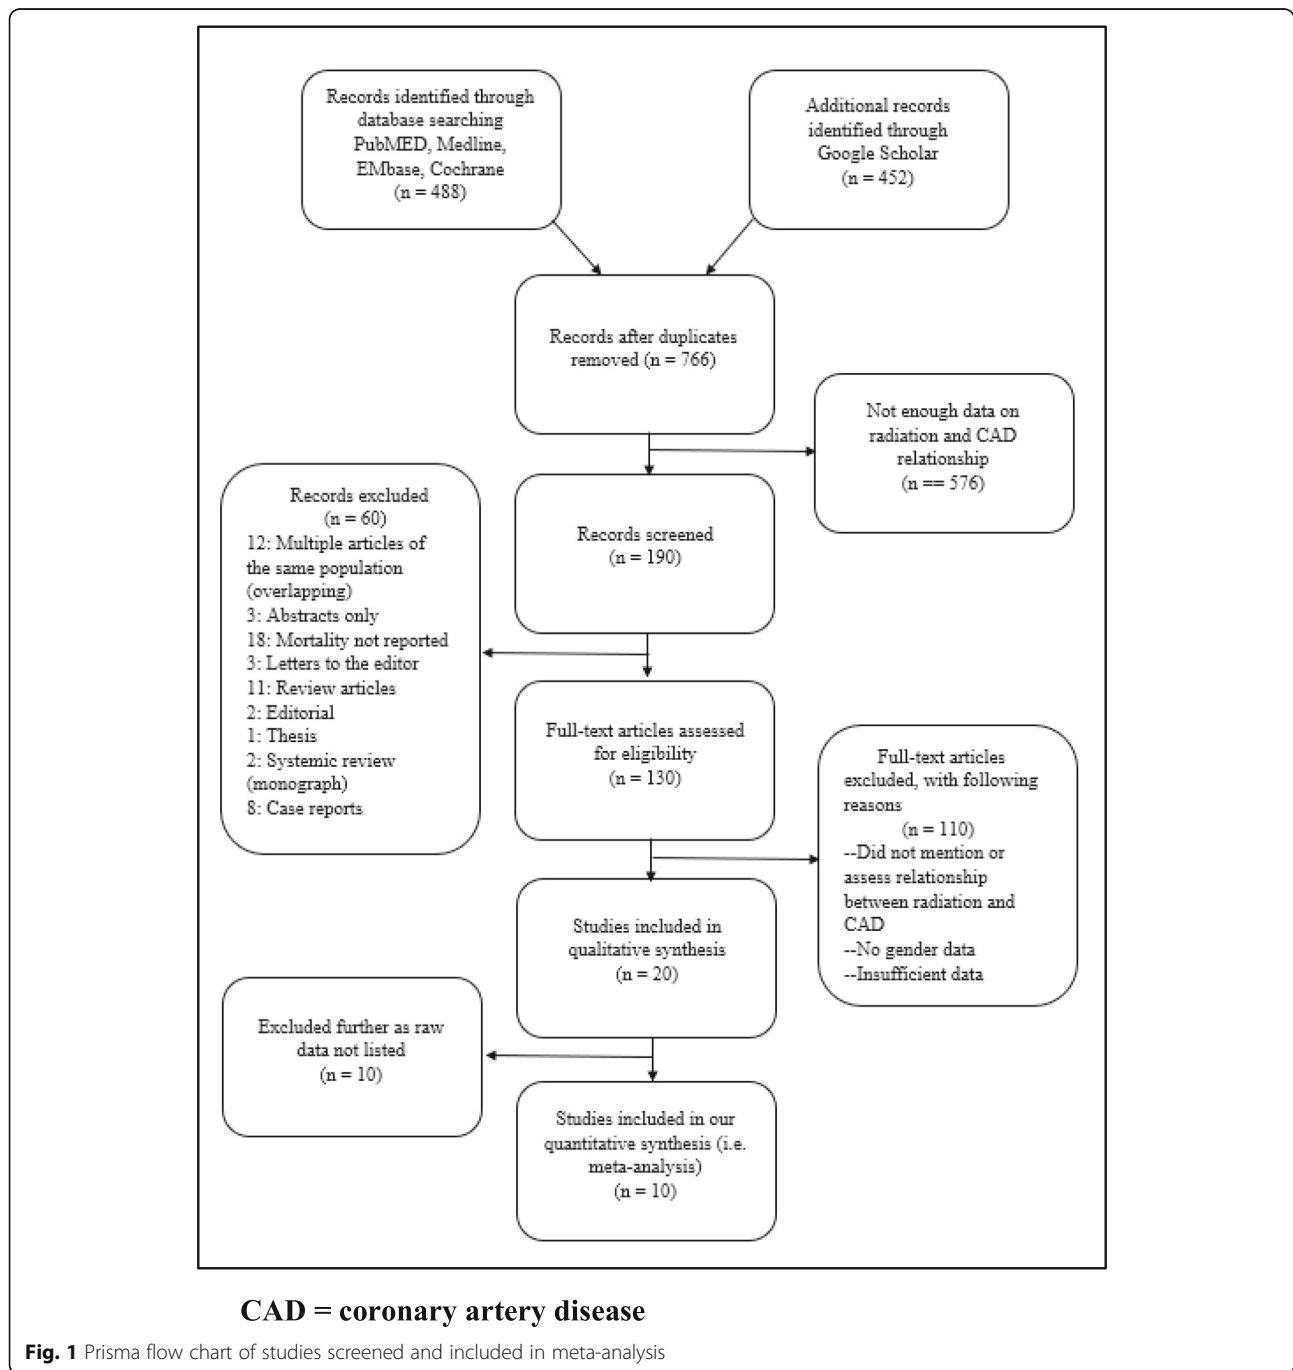 Records identified through
database searching
PubMED, Medline,
EMbase, Cochrane
(n = 488)
Additional records
identified through
Google Scholar
(n = 452)
Records after duplicates
removed (n = 766)
Not enough data on
radiation and CAD
relationship
(n == 576)
Records screened
(n = 190)
Records excluded
(n = 60)
12: Multiple articles of
the same population
(overlapping)
3: Abstracts only
18: Mortality not reported
3: Letters to the editor
11: Review articles
2: Editorial
1: Thesis
2: Systemic review
(monograph)
8: Case reports
Full-text articles assessed
for eligibility
(n = 130)
Full-text articles
excluded, with following
reasons
(n = 110)
--Did not mention or
assess relationship
between radiation and
CAD
--No gender data
--Insufficient data
Studies included in
qualitative synthesis
(n = 20)
Excluded further as raw
data not listed
(n = 10)
Studies included in our
quantitative synthesis (i.e.
meta-analysis)
(n = 10)
CAD = coronary artery disease
Fig. 1 Prisma flow chart of studies screened and included in meta-analysis